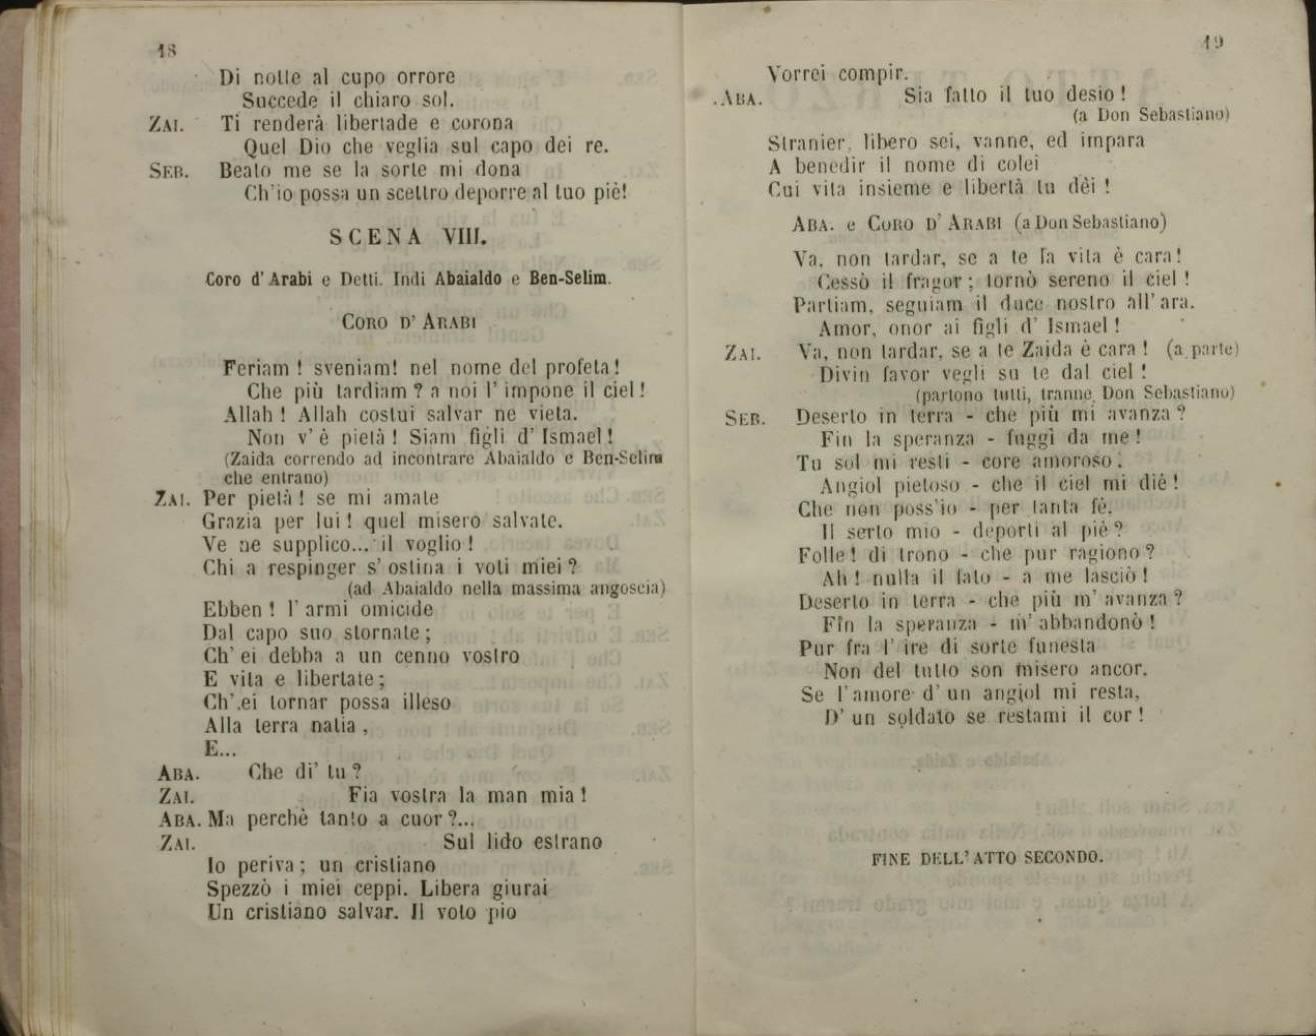 18
Di notte al cupo orrore
Succede il chiaro sol.
ZAI. Ti renderà libertade e corona
Quel Dio che veglia sul capo dei re.
SEB. Beato me se la sorte mi dona
Ch'io possa un scettro deporre al tuo piè!
SCENA VIII.
Coro d' Arabi e Detti. Indi Abaialdo e Ben-Selim.
CORO D' ARABI
Feriam ! sveniam! nel nome del profeta !
Che più tardiam ? a noi l' impone il ciel !
Allah ! Allah costui salvar ne vieta.
Non v' è pietà ! Siam figli d' Ismael !
(Zaida correndo ad incontrare Abaialdo e Ben-Selim
che entrano)
ZAI. Per pietà ! se mi amate
Grazia per lui ! quel misero salvate.
Ve ne supplico... il voglio !
Chi a respinger s' ostina i voti miei ?
(ad Abaialdo nella massima angoscia)
Ebben ! l' armi omicide
Dal capo suo stornate ;
Ch' ei debba a un cenno vostro
E vita e libertate ;
Ch' ei tornar possa illeso
Alla terra natia ,
E...
ABA. Che di' tu ?
ZAI. Fia vostra la man mia !
ABA. Ma perchè tanto a cuor ?...
ZAI. Sul lido estrano
Io periva ; un cristiano
Spezzò i miei ceppi. Libera giurai
Un cristiano salvar. Il voto pio
19
Vorrei compir.
ABA. Sia fatto il tuo desio !
(a Don Sebastiano)
Stranier, libero sei, vanne, ed impara
A benedir il nome di colei
Cui vita insieme e libertà tu dêi !
ABA. e CORO D' ARABI (a Don Sebastiano)
Va, non tardar, se a te la vita è cara !
Cessò il fragor ; tornò sereno il ciel !
Partiam, seguiam il duce nostro all' ara.
Amor, onor ai figli d' Ismael !
ZAI. Va, non tardar, se a te Zaida è cara ! (a parte)
Divin favor vegli su te dal ciel !
(partono tutti, tranne Don Sebastiano)
SEB. Deserto in terra - che più mi avanza ?
Fin la speranza - fuggì da me !
Tu sol mi resti - core amoroso.
Angiol pietoso - che il ciel mi diè !
Che non poss'io - per tanta fè,
Il serto mio - deporti al piè ?
Folle ! di trono - che pur ragiono ?
Ah ! nulla il fato - a me lasciò !
Deserto in terra - che più m' avanza ?
Fin la speranza - m' abbandonò !
Pur fra l' ire di sorte funesta
Non del tutto son misero ancor.
Se l'amore d' un angiol mi resta,
D' un soldato se restami il cor !
FINE DELL' ATTO SECONDO.